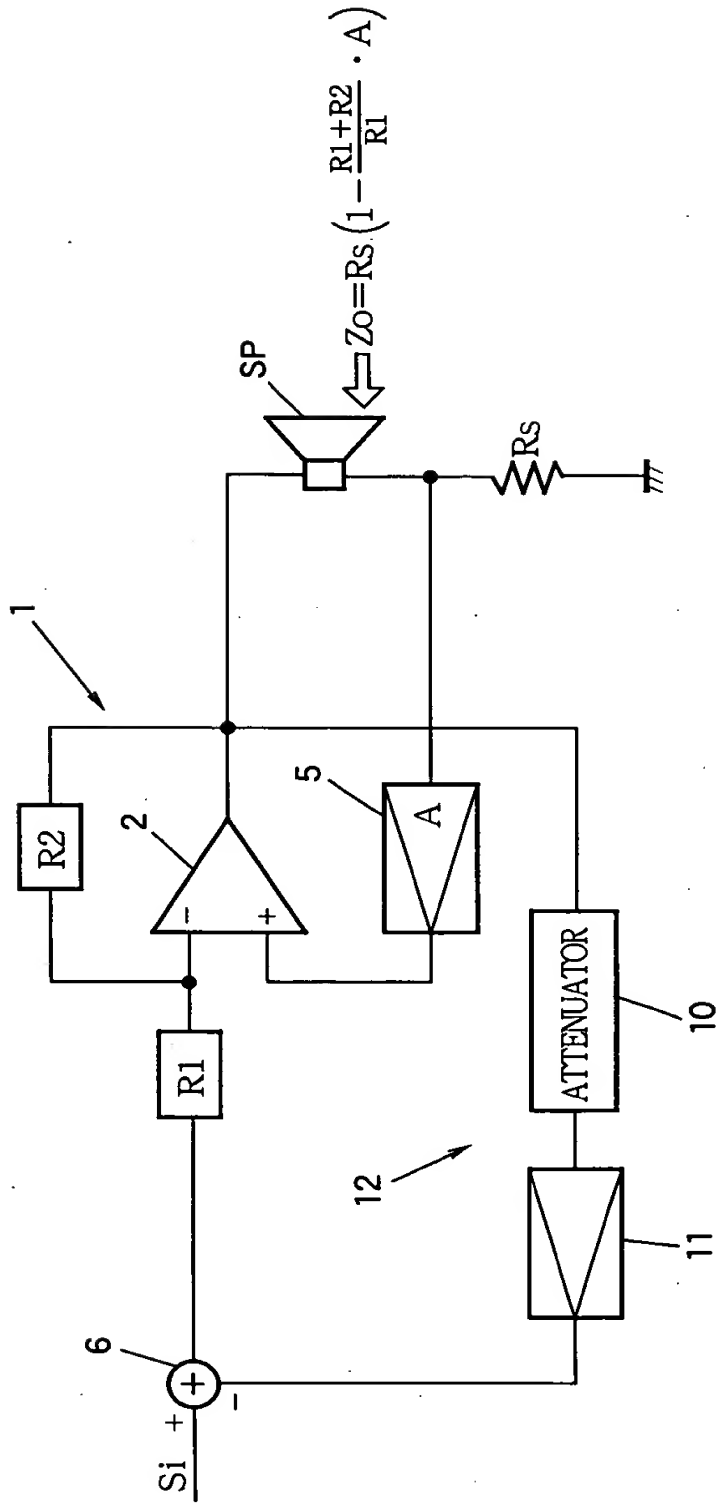 1
R2
2
R1
6
+
Si
−
−
+
5
A
SP
Zo=Rs(1-\frac{R1+R2}{R1}·A)
Rs
12
11
ATTENUATOR
10